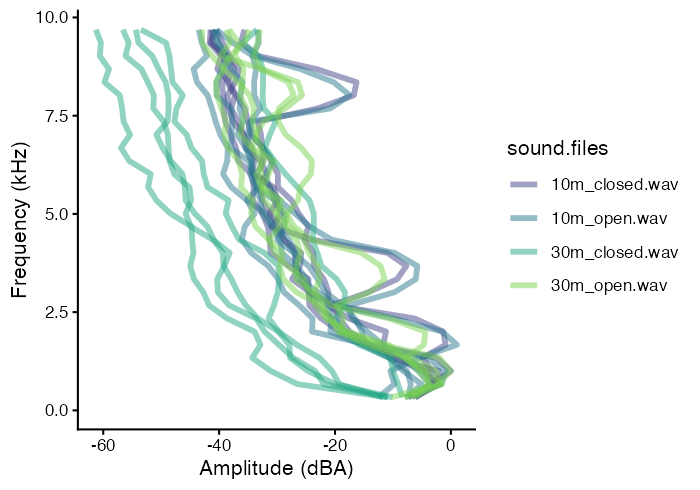 10.0
7.5
5.0
2.5
0.0
Frequency (kHz)
-60
-40
-20
0
Amplitude (dBA)
sound.files
10m_closed.wav
10m_open.wav
30m_closed.wav
30m_open.wav